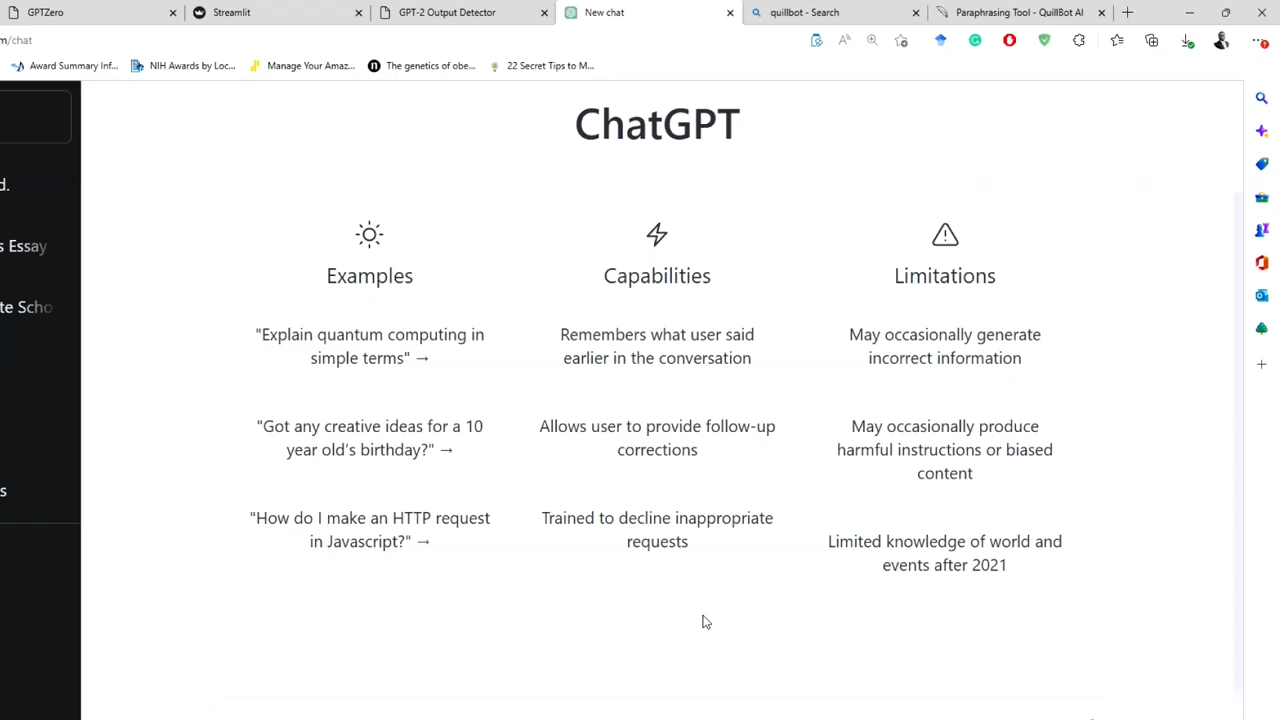 GPTZero
Streamlit
GPT-2 Output Detector
New chat
quillbot - Search
Paraphrasing Tool - QuillBot AI
m/chat
Award Summary Inf...
NIH Awards by Loc...
Manage Your Amaz...
The genetics of obe...
22 Secret Tips to M...
ChatGPT
d.
s Essay
te Scho
s
Examples
"Explain quantum computing in
simple terms" →
"Got any creative ideas for a 10
year old's birthday?" →
"How do I make an HTTP request
in Javascript?" →
Capabilities
Remembers what user said
earlier in the conversation
Allows user to provide follow-up
corrections
Trained to decline inappropriate
requests
Limitations
May occasionally generate
incorrect information
May occasionally produce
harmful instructions or biased
content
Limited knowledge of world and
events after 2021